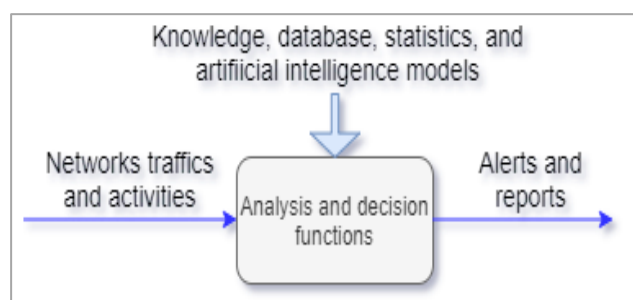 Knowledge, database, statistics, and
artifiicial intelligence models
Networks traffics
and activities
Analysis and decision
functions
Alerts and
reports